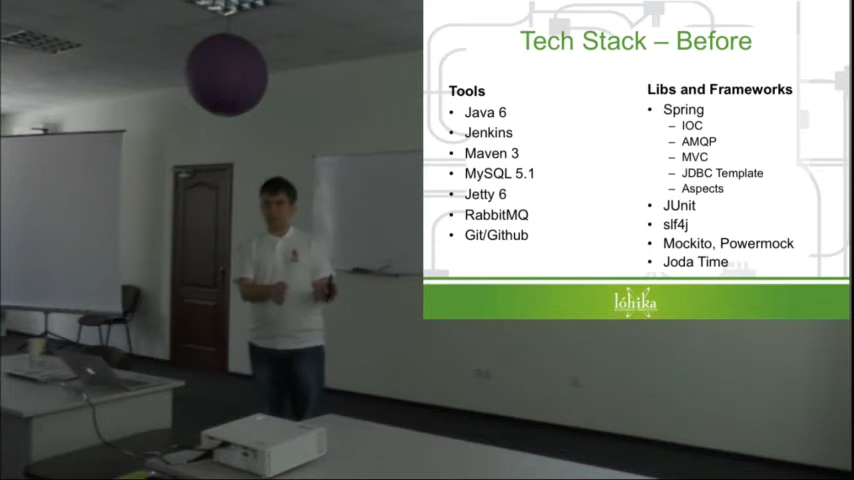 Tech Stack – Before
Tools
• Java 6
• Jenkins
• Maven 3
• MySQL 5.1
• Jetty 6
• RabbitMQ
• Git/Github
Libs and Frameworks
• Spring
– IOC
– AMQP
– MVC
– JDBC Template
– Aspects
• JUnit
• slf4j
• Mockito, Powermock
• Joda Time
lóhika